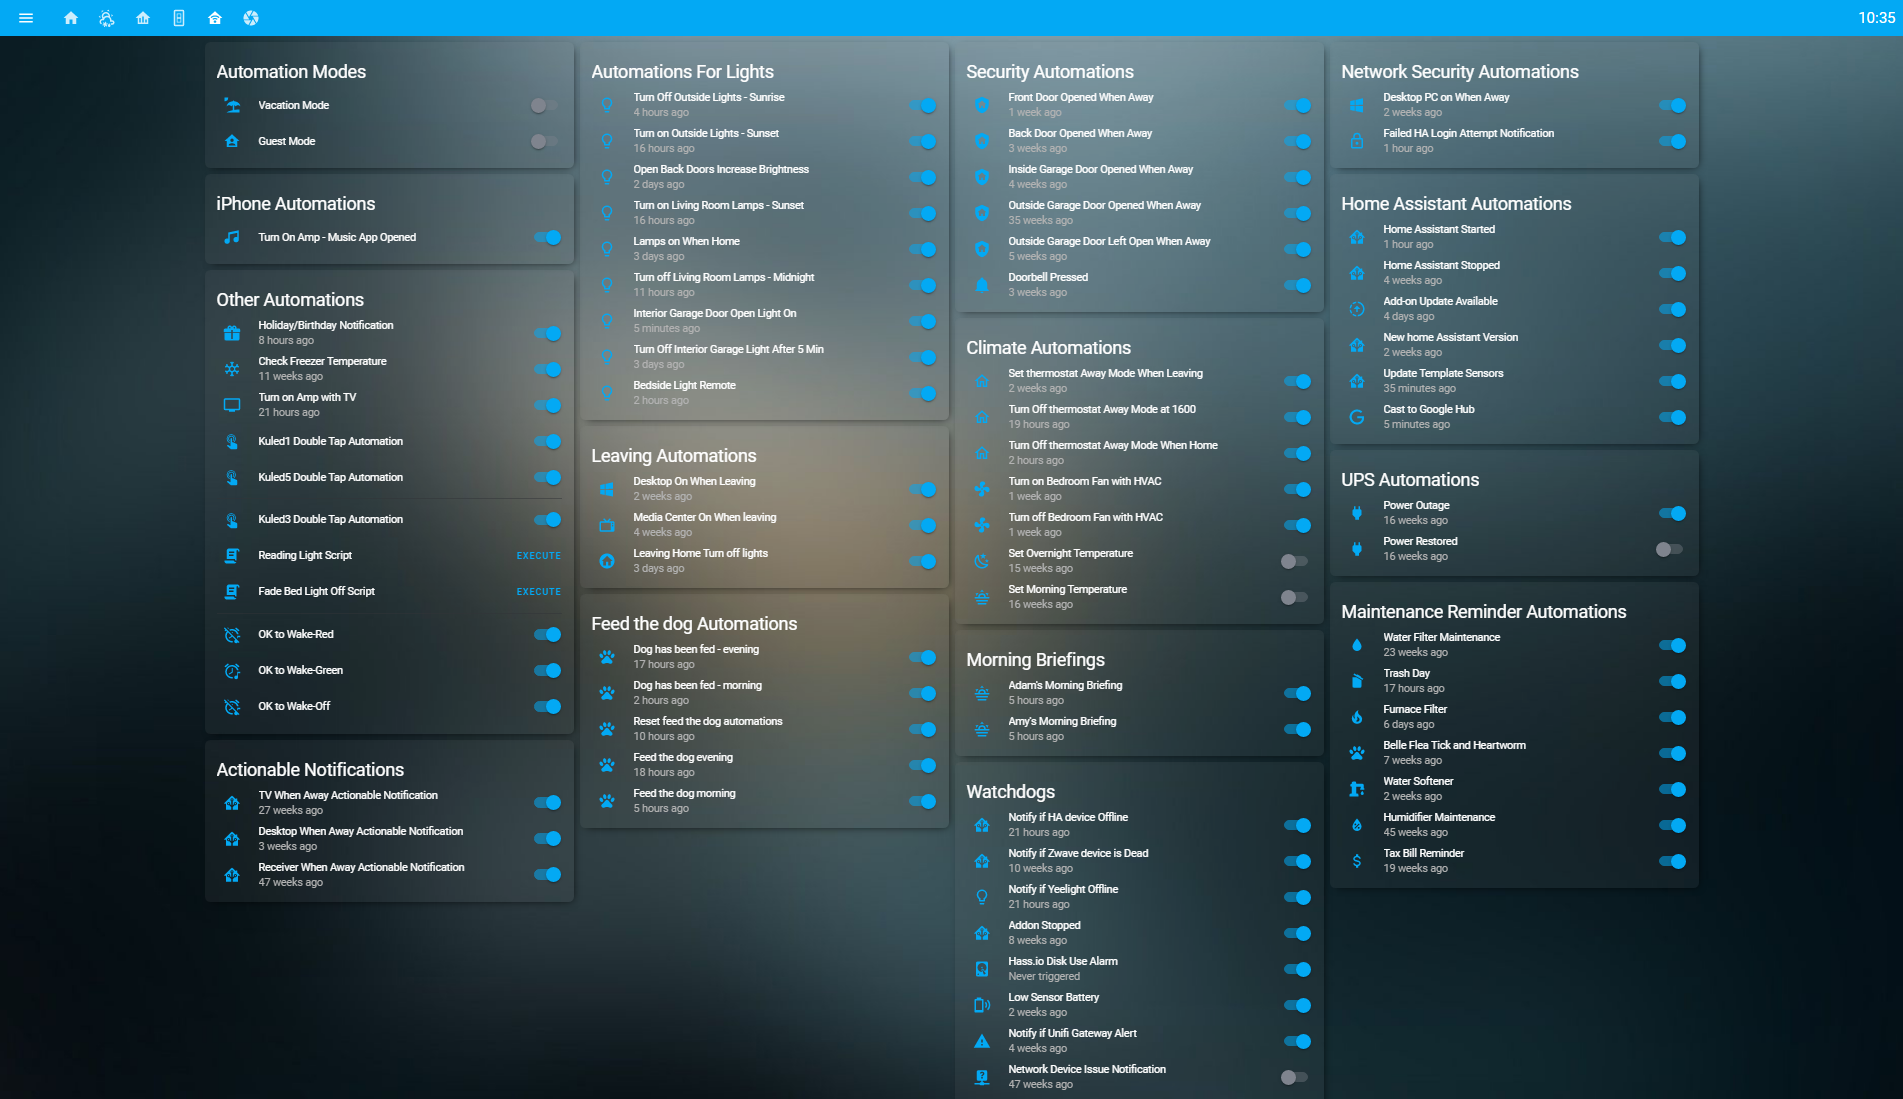 10:35
Automation Modes
Vacation Mode
Guest Mode
iPhone Automations
Turn On Amp - Music App Opened
Other Automations
Holiday/Birthday Notification
8 hours ago
Check Freezer Temperature
11 weeks ago
Turn on Amp with TV
21 hours ago
Kuled1 Double Tap Automation
Kuled5 Double Tap Automation
Kuled3 Double Tap Automation
Reading Light Script
EXECUTE
Fade Bed Light Off Script
EXECUTE
OK to Wake-Red
OK to Wake-Green
OK to Wake-Off
Actionable Notifications
TV When Away Actionable Notification
27 weeks ago
Desktop When Away Actionable Notification
3 weeks ago
Receiver When Away Actionable Notification
47 weeks ago
Automations For Lights
Turn Off Outside Lights - Sunrise
4 hours ago
Turn on Outside Lights - Sunset
16 hours ago
Open Back Doors Increase Brightness
2 days ago
Turn on Living Room Lamps - Sunset
16 hours ago
Lamps on When Home
3 days ago
Turn off Living Room Lamps - Midnight
11 hours ago
Interior Garage Door Open Light On
5 minutes ago
Turn Off Interior Garage Light After 5 Min
3 days ago
Bedside Light Remote
2 hours ago
Leaving Automations
Desktop On When Leaving
2 weeks ago
Media Center On When leaving
4 weeks ago
Leaving Home Turn off lights
3 days ago
Feed the dog Automations
Dog has been fed - evening
17 hours ago
Dog has been fed - morning
2 hours ago
Reset feed the dog automations
10 hours ago
Feed the dog evening
18 hours ago
Feed the dog morning
5 hours ago
Security Automations
Front Door Opened When Away
1 week ago
Back Door Opened When Away
3 weeks ago
Inside Garage Door Opened When Away
4 weeks ago
Outside Garage Door Opened When Away
35 weeks ago
Outside Garage Door Left Open When Away
5 weeks ago
Doorbell Pressed
3 weeks ago
Climate Automations
Set thermostat Away Mode When Leaving
2 weeks ago
Turn Off thermostat Away Mode at 1600
19 hours ago
Turn Off thermostat Away Mode When Home
2 hours ago
Turn on Bedroom Fan with HVAC
1 week ago
Turn off Bedroom Fan with HVAC
1 week ago
Set Overnight Temperature
15 weeks ago
Set Morning Temperature
16 weeks ago
Morning Briefings
Adam's Morning Briefing
5 hours ago
Amy's Morning Briefing
5 hours ago
Watchdogs
Notify if HA device Offline
21 hours ago
Notify if Zwave device is Dead
10 weeks ago
Notify if Yeelight Offline
21 hours ago
Addon Stopped
8 weeks ago
Hass.io Disk Use Alarm
Never triggered
Low Sensor Battery
2 weeks ago
Notify if Unifi Gateway Alert
4 weeks ago
Network Device Issue Notification
47 weeks ago
Network Security Automations
Desktop PC on When Away
2 weeks ago
Failed HA Login Attempt Notification
1 hour ago
Home Assistant Automations
Home Assistant Started
1 hour ago
Home Assistant Stopped
4 weeks ago
Add-on Update Available
4 days ago
New home Assistant Version
2 weeks ago
Update Template Sensors
35 minutes ago
Cast to Google Hub
5 minutes ago
UPS Automations
Power Outage
16 weeks ago
Power Restored
16 weeks ago
Maintenance Reminder Automations
Water Filter Maintenance
23 weeks ago
Trash Day
17 hours ago
Furnace Filter
6 days ago
Belle Flea Tick and Heartworm
7 weeks ago
Water Softener
2 weeks ago
Humidifier Maintenance
45 weeks ago
Tax Bill Reminder
19 weeks ago